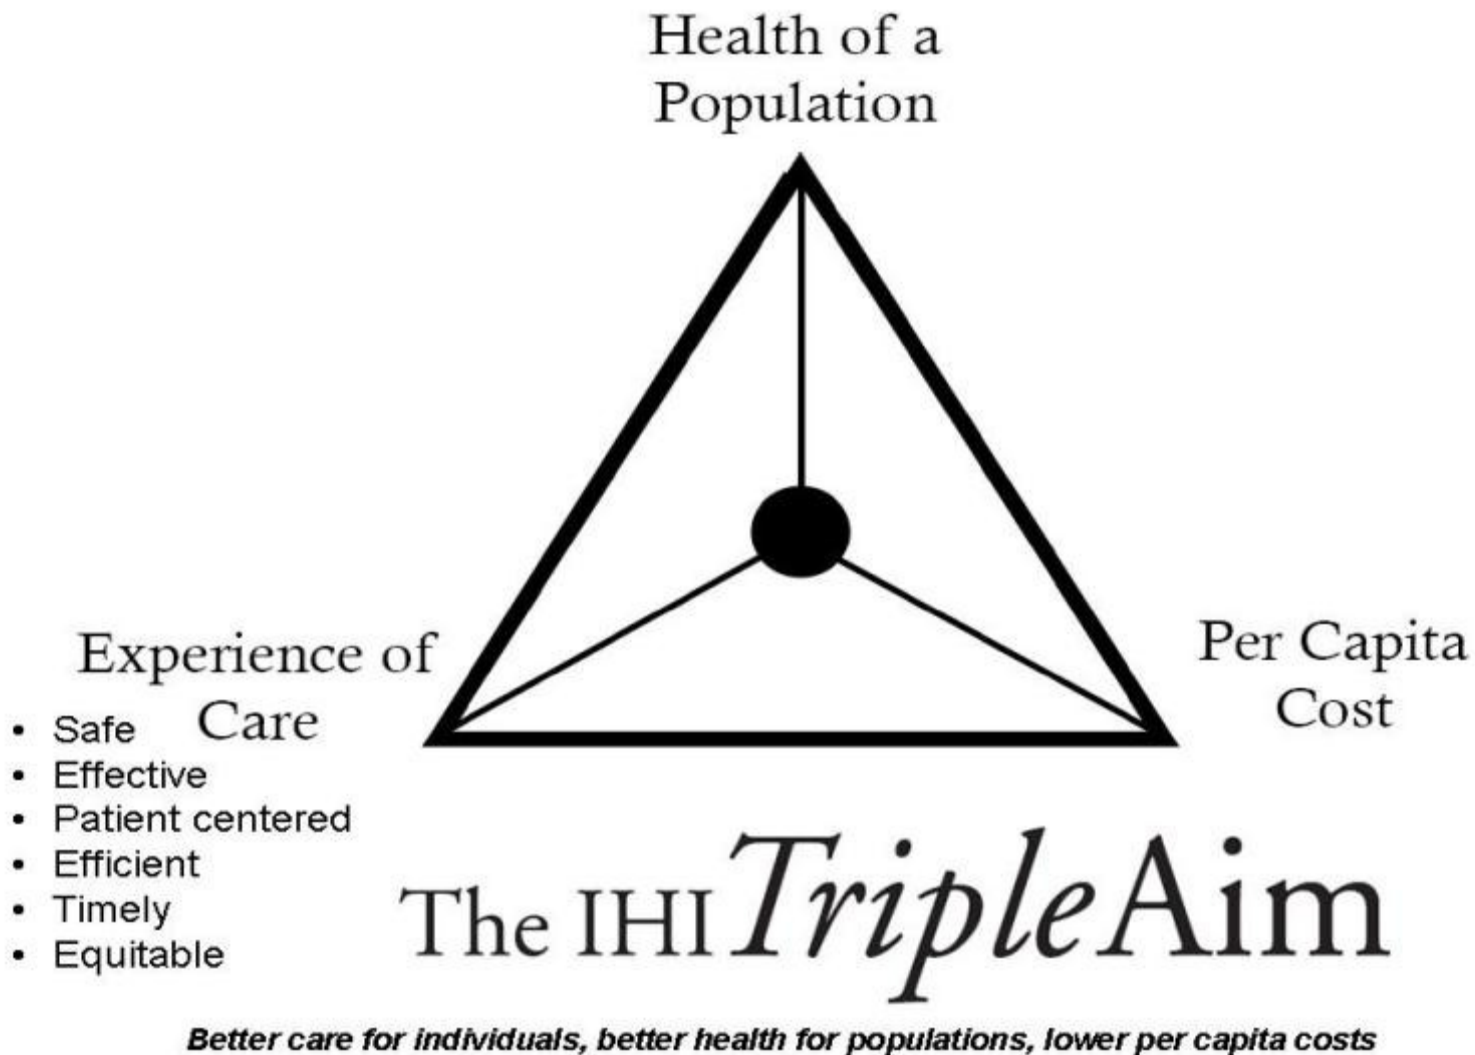 Health of a
Population
Experience of
Care
Per Capita
Cost
• Safe
• Effective
• Patient centered
• Efficient
• Timely
• Equitable
The IHI Triple Aim
Better care for individuals, better health for populations, lower per capita costs